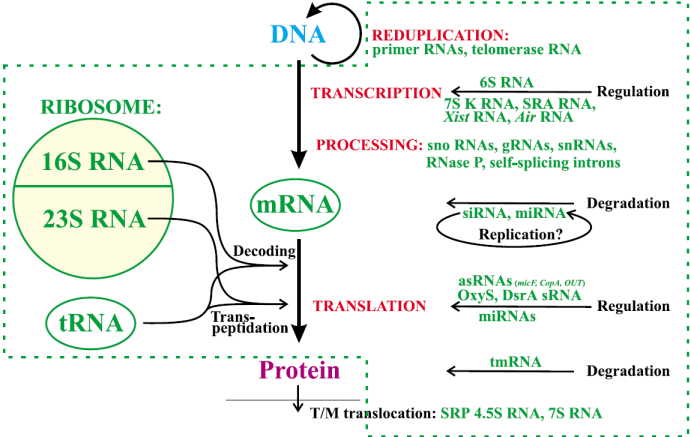 DNA
REDUPLICATION:
primer RNAs, telomerase RNA
TRANSCRIPTION
6S RNA
Regulation
7S K RNA, SRA RNA,
Xist RNA, Air RNA
RIBOSOME:
16S RNA
23S RNA
PROCESSING: sno RNAs, gRNAs, snRNAs,
RNase P, self-splicing introns
mRNA
Degradation
siRNA, miRNA
Replication?
Decoding
tRNA
Trans-
peptidation
TRANSLATION
asRNAs (micF, CopA, OUT)
OxyS, DsrA sRNA
Regulation
miRNAs
Protein
tmRNA
Degradation
T/M translocation: SRP 4.5S RNA, 7S RNA